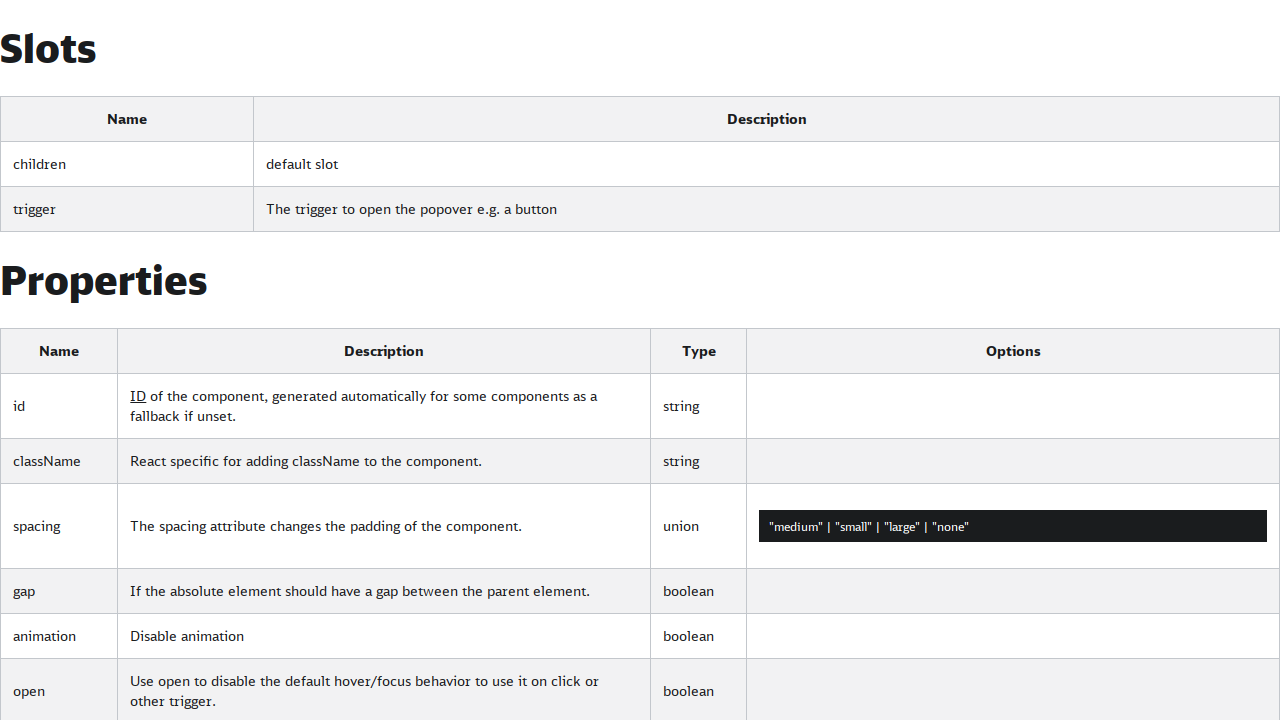 Slots
Name Description
children default slot
trigger The trigger to open the popover e.g. a button
Properties
Name Description Type Options
id ID of the component, generated automatically for some components as a fallback if unset. string
className React specific for adding className to the component. string
spacing The spacing attribute changes the padding of the component. union "medium" | "small" | "large" | "none"
gap If the absolute element should have a gap between the parent element. boolean
animation Disable animation boolean
open Use open to disable the default hover/focus behavior to use it on click or other trigger. boolean